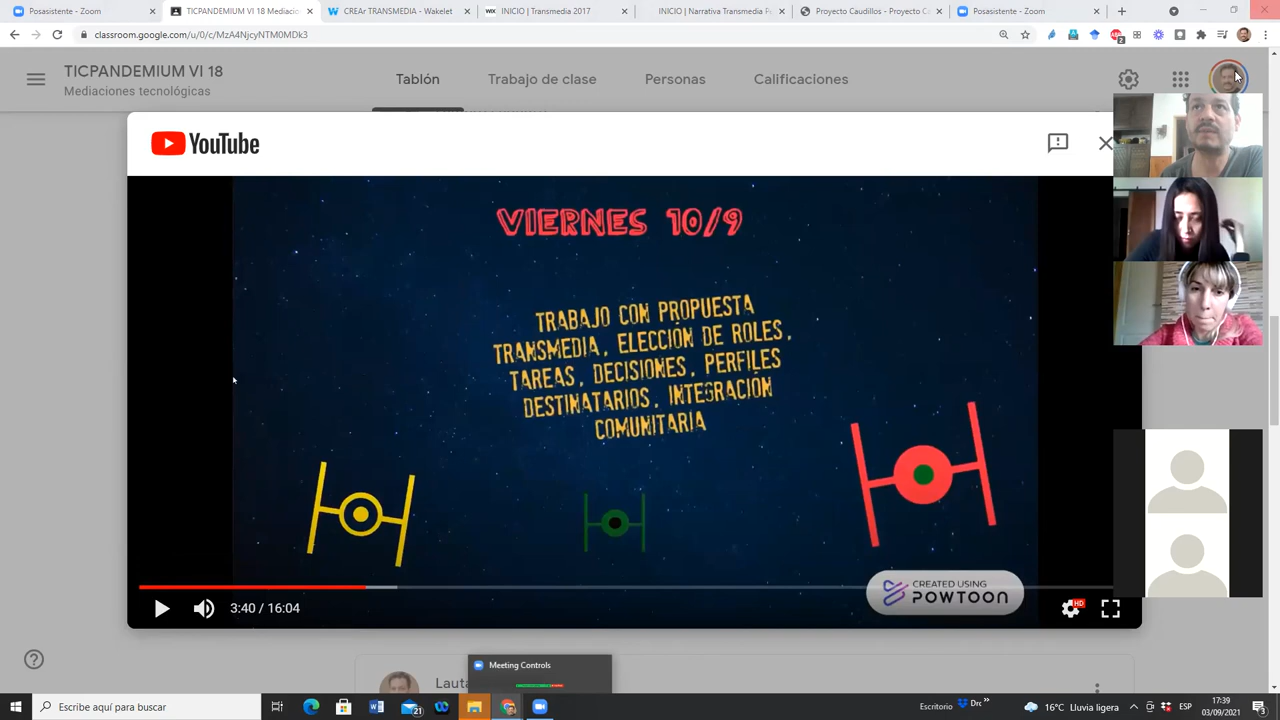 Posasistente - Zoom
TICPANDEMIUM VI 18 Mediacio
CREAr TRANSMEDIA - Wakelet
INICIO | Transmedia 2017
INICIO | Narrativa Transmedia P
Proyecto Caudillos - Proyecto C
Posasistente - Zoom
classroom.google.com/u/0/c/MzA4NjcyNTM0MDk3
TICPANDEMIUM VI 18
Mediaciones tecnológicas
Tablón
Trabajo de clase
Personas
Calificaciones
YouTube
VIERNES 10/9
TRABAJO CON PROPUESTA
TRANSMEDIA, ELECCIÓN DE ROLES,
TAREAS, DECISIONES, PERFILES
DESTINATARIOS, INTEGRACIÓN
COMUNITARIA
CREATED USING
POWTOON
3:40 / 16:04
HD
Meeting Controls
Lauta
Escribe aquí para buscar
21
Escritorio
16°C Lluvia ligera
ESP
17:39
03/09/2021
3